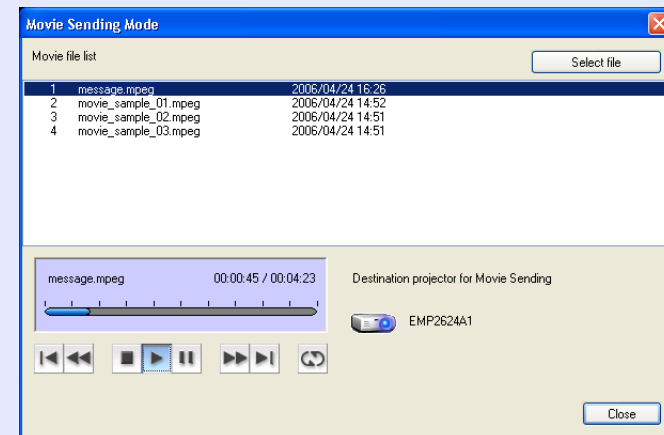 Movie Sending Mode
Movie file list
Select file
1 message.mpeg 2006/04/24 16:26
2 movie_sample_01.mpeg 2006/04/24 14:52
3 movie_sample_02.mpeg 2006/04/24 14:51
4 movie_sample_03.mpeg 2006/04/24 14:51
message.mpeg 00:00:45 / 00:04:23
Destination projector for Movie Sending
EMP2624A1
Close